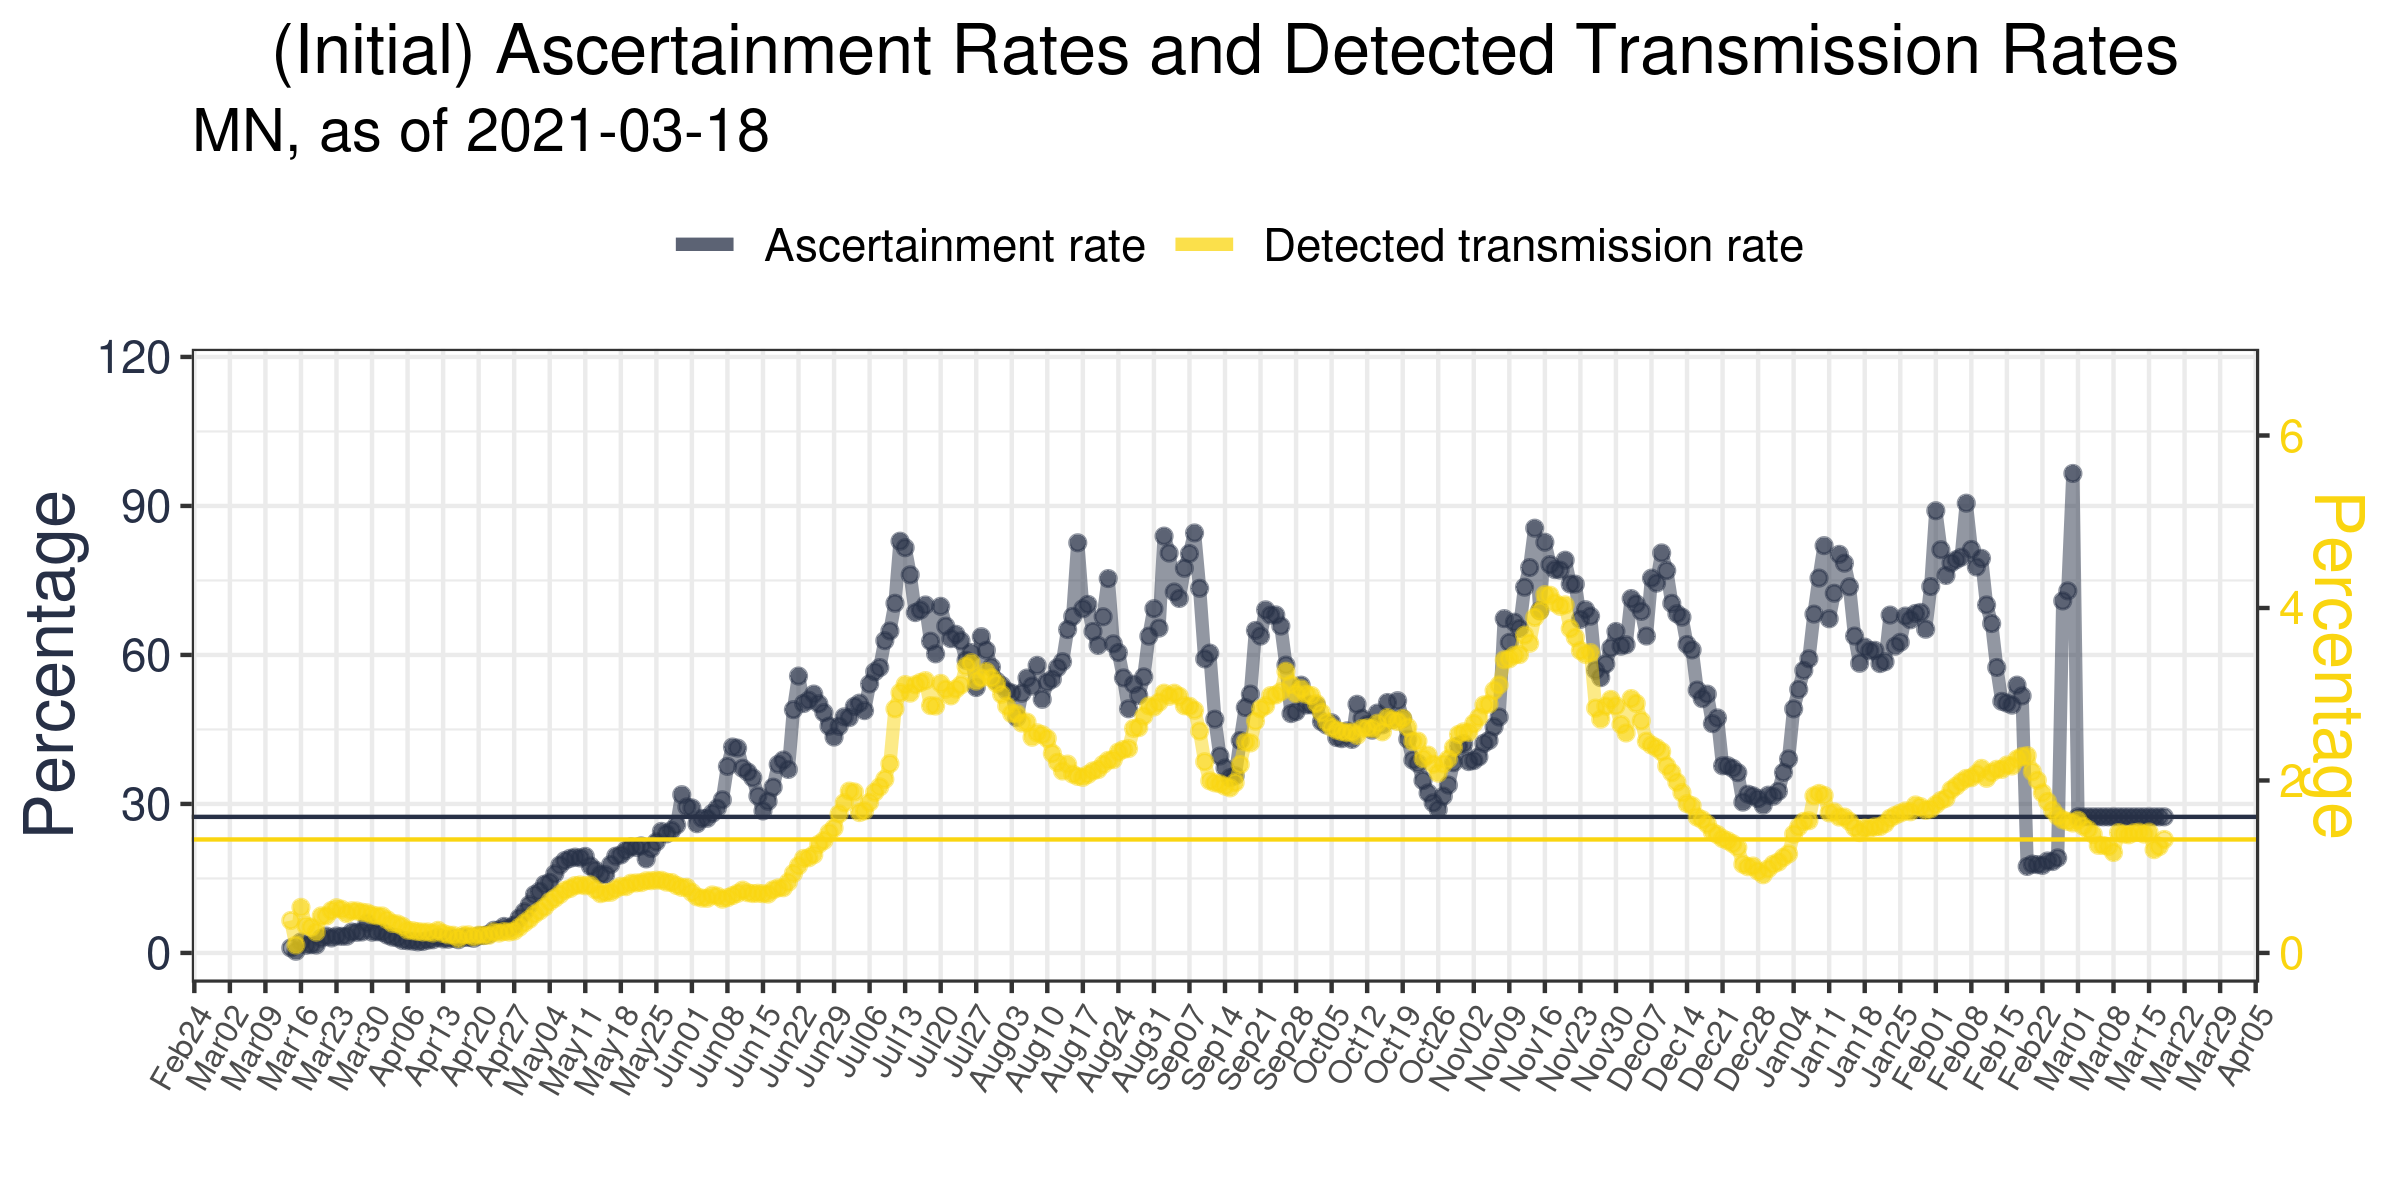 (Initial) Ascertainment Rates and Detected Transmission Rates
MN, as of 2021-03-18
Ascertainment rate
Detected transmission rate
Percentage
120
90
60
30
0
6
4
2
0
Percentage
Feb24
Mar02
Mar09
Mar16
Mar23
Mar30
Apr06
Apr13
Apr20
Apr27
May04
May11
May18
May25
Jun01
Jun08
Jun15
Jun22
Jun29
Jul06
Jul13
Jul20
Jul27
Aug03
Aug10
Aug17
Aug24
Aug31
Sep07
Sep14
Sep21
Sep28
Oct05
Oct12
Oct19
Oct26
Nov02
Nov09
Nov16
Nov23
Nov30
Dec07
Dec14
Dec21
Dec28
Jan04
Jan11
Jan18
Jan25
Feb01
Feb08
Feb15
Feb22
Mar01
Mar08
Mar15
Mar22
Mar29
Apr05